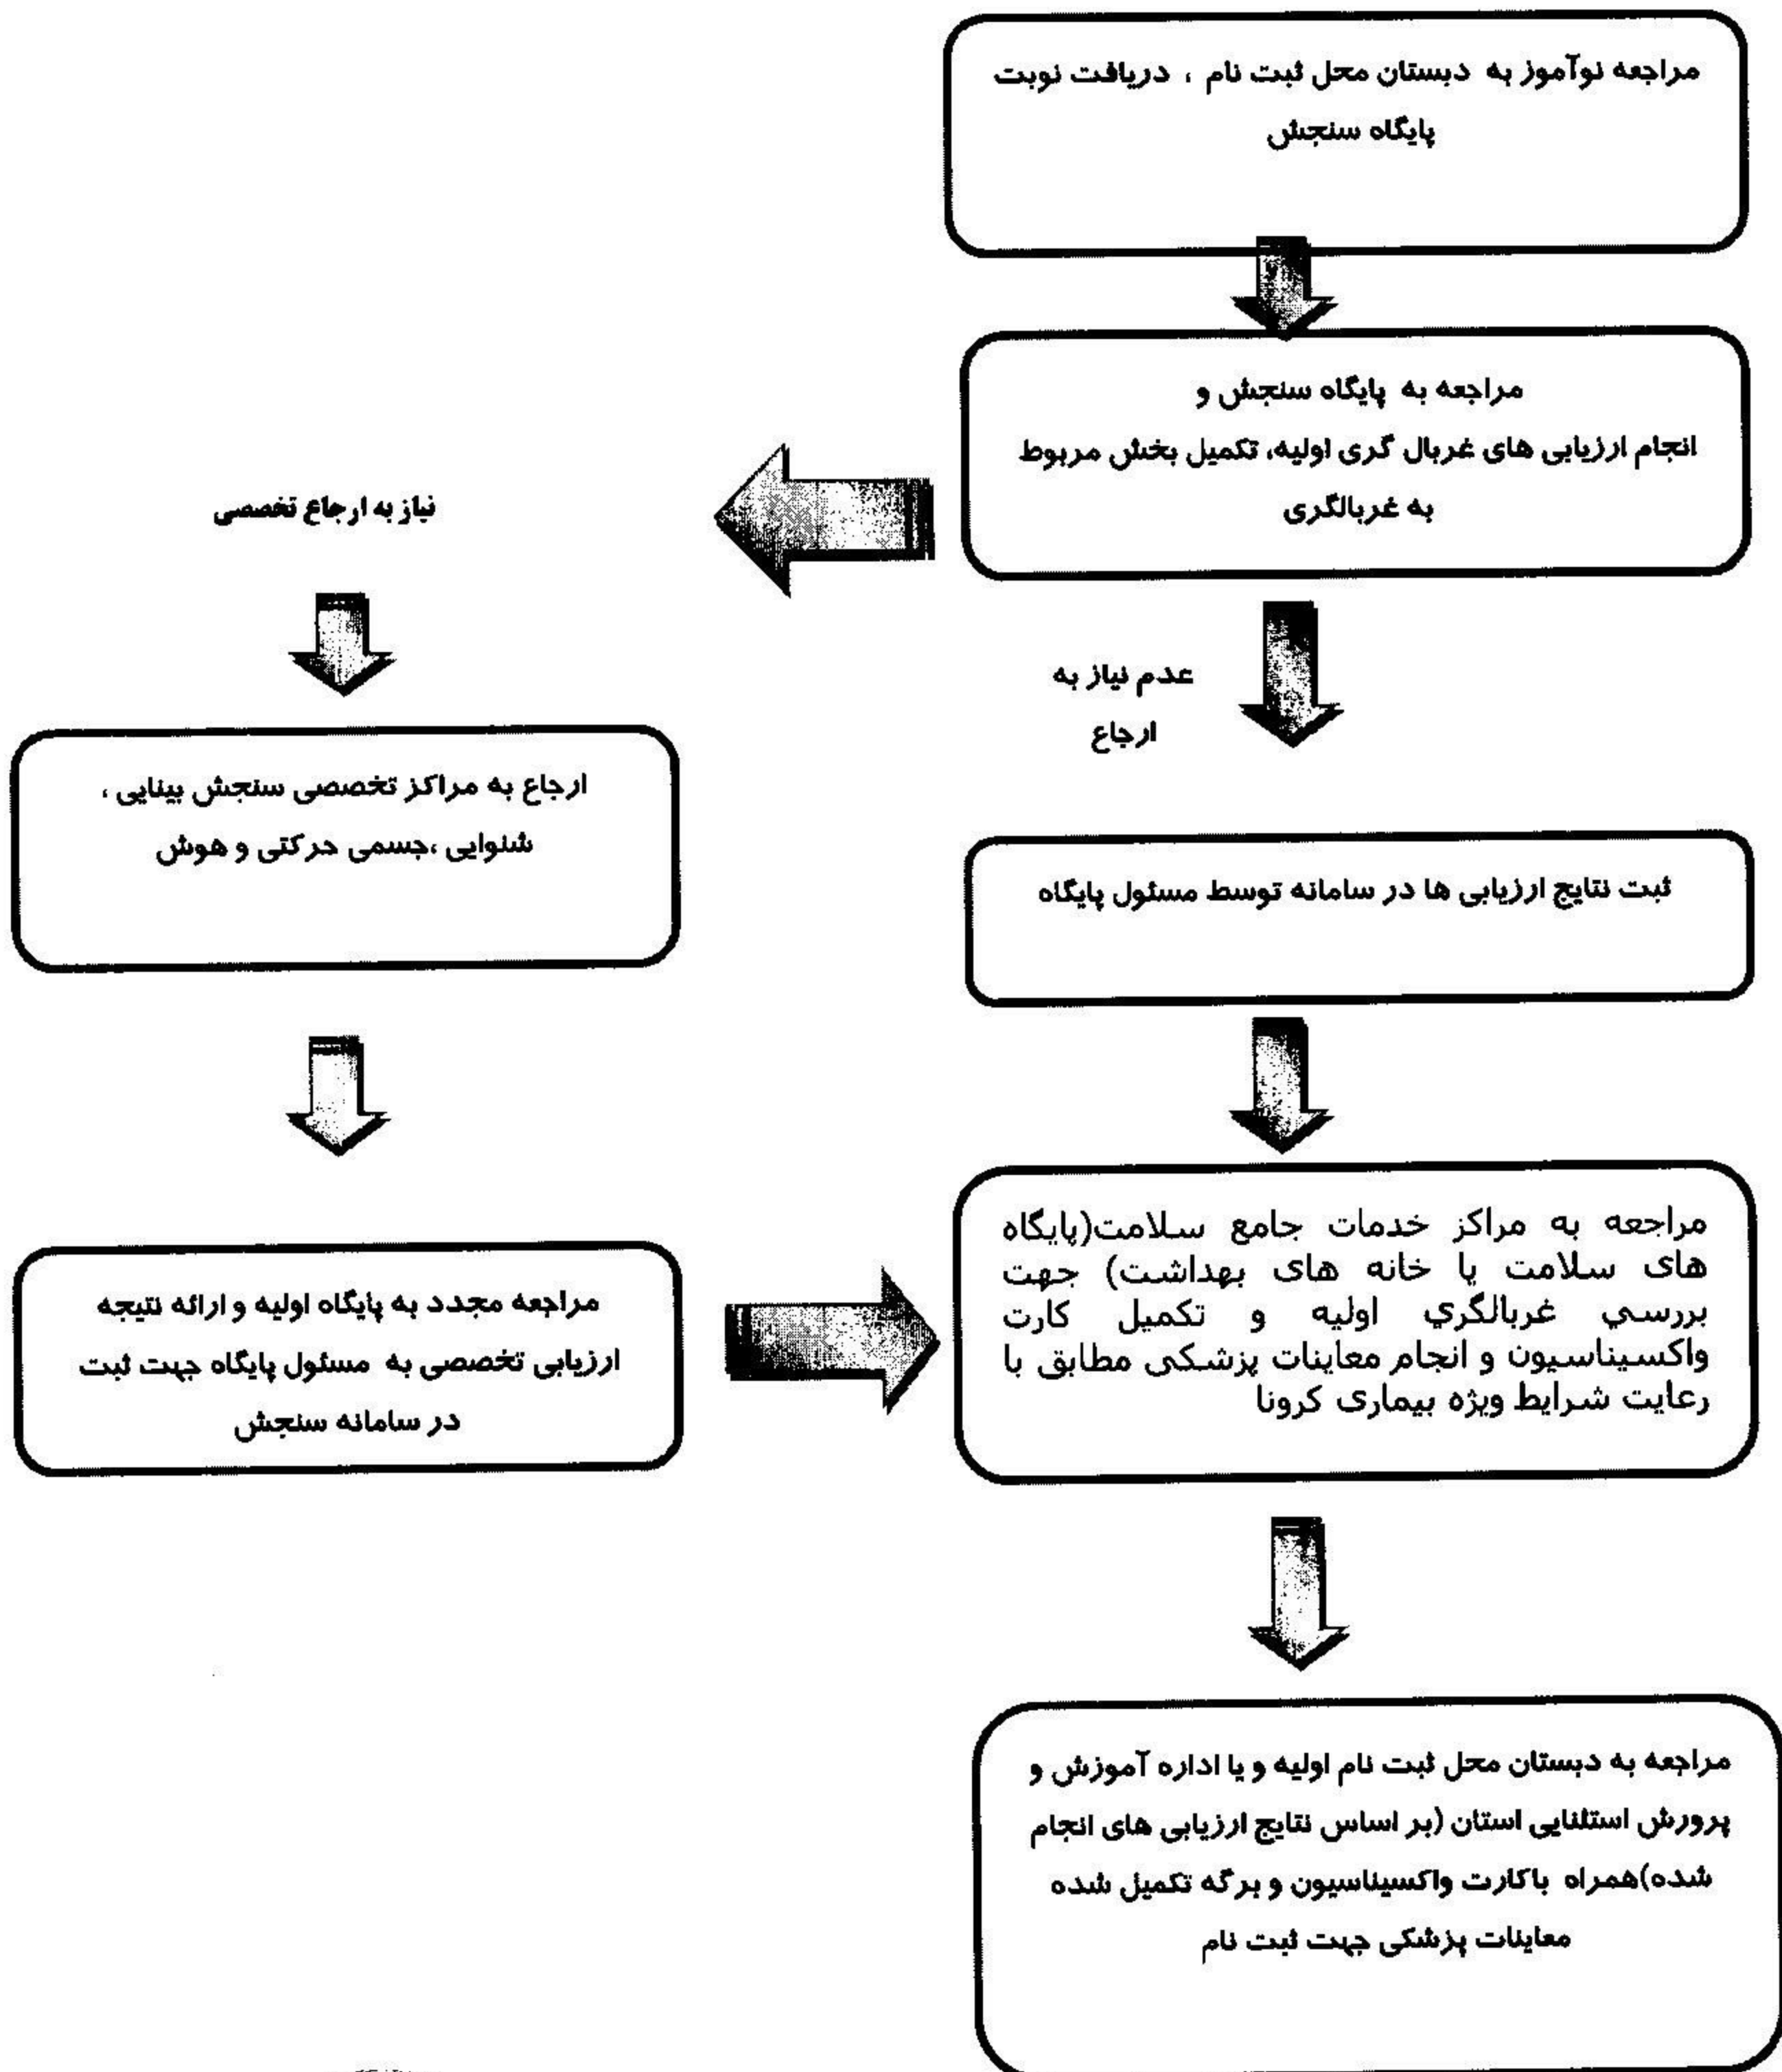 مراجعه نوآموز به دبستان محل ثبت نام ، دریافت نوبت
پایگاه سنجش
مراجعه به پایگاه سنجش و
انجام ارزیابی های غربال گری اولیه، تکمیل بخش مربوط
به غربالگری
نیاز به ارجاع تخصصی
عدم نیاز به
ارجاع
ارجاع به مراکز تخصصی سنجش بینایی ،
شنوایی ،جسمی حرکتی و هوش
ثبت نتایج ارزیابی ها در سامانه توسط مسئول پایگاه
مراجعه مجدد به پایگاه اولیه و ارائه نتیجه
ارزیابی تخصصی به مسئول پایگاه جهت ثبت
در سامانه سنجش
مراجعه به مراکز خدمات جامع سلامت(پایگاه
های سلامت یا خانه های بهداشت) جهت
بررسي غربالگري اولیه و تکمیل کارت
واکسیناسیون و انجام معاینات پزشکی مطابق با
رعایت شرایط ویژه بیماری کرونا
مراجعه به دبستان محل ثبت نام اولیه و یا اداره آموزش و
پرورش استثنایی استان (بر اساس نتایج ارزیابی های انجام
شده)همراه باکارت واکسیناسیون و برگه تکمیل شده
معاینات پزشکی جهت ثبت نام